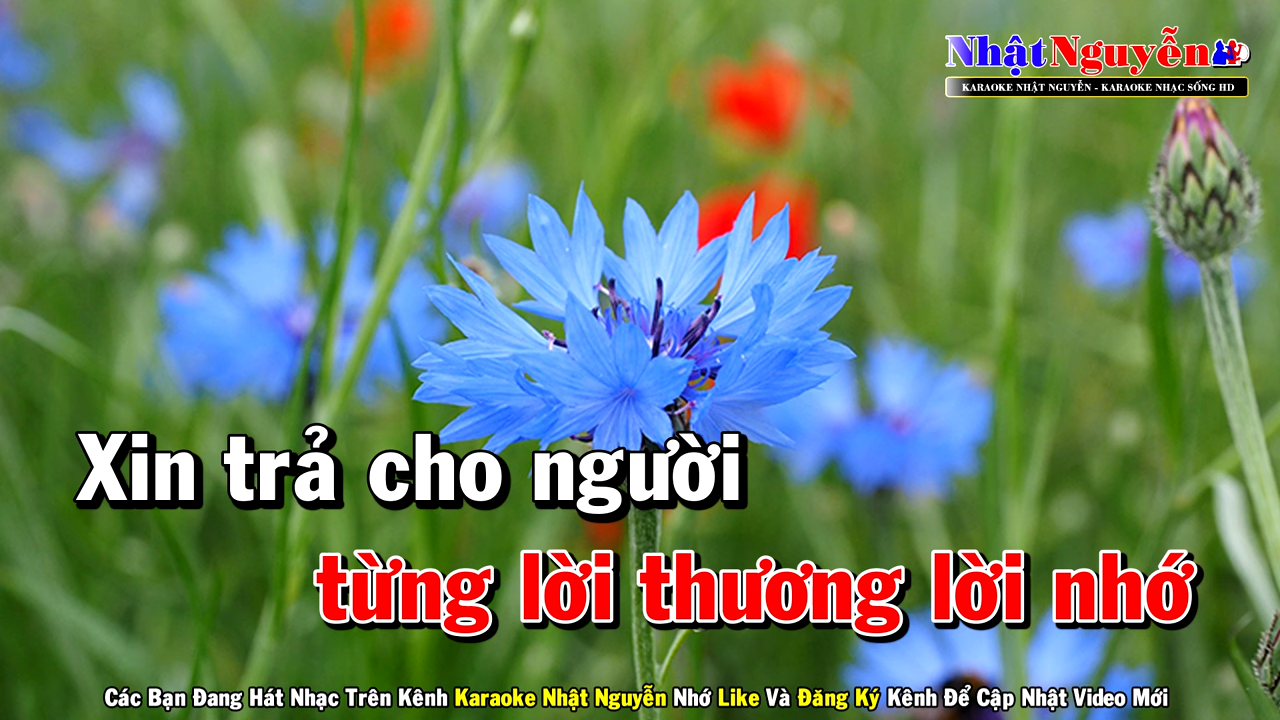 NhậtNguyễn
KARAOKE NHẬT NGUYỄN - KARAOKE NHẠC SỐNG HD
Xin trả cho người
từng lời thương lời nhớ
Các Bạn Đang Hát Nhạc Trên Kênh Karaoke Nhật Nguyễn Nhớ Like Và Đăng Ký Kênh Để Cập Nhật Video Mới